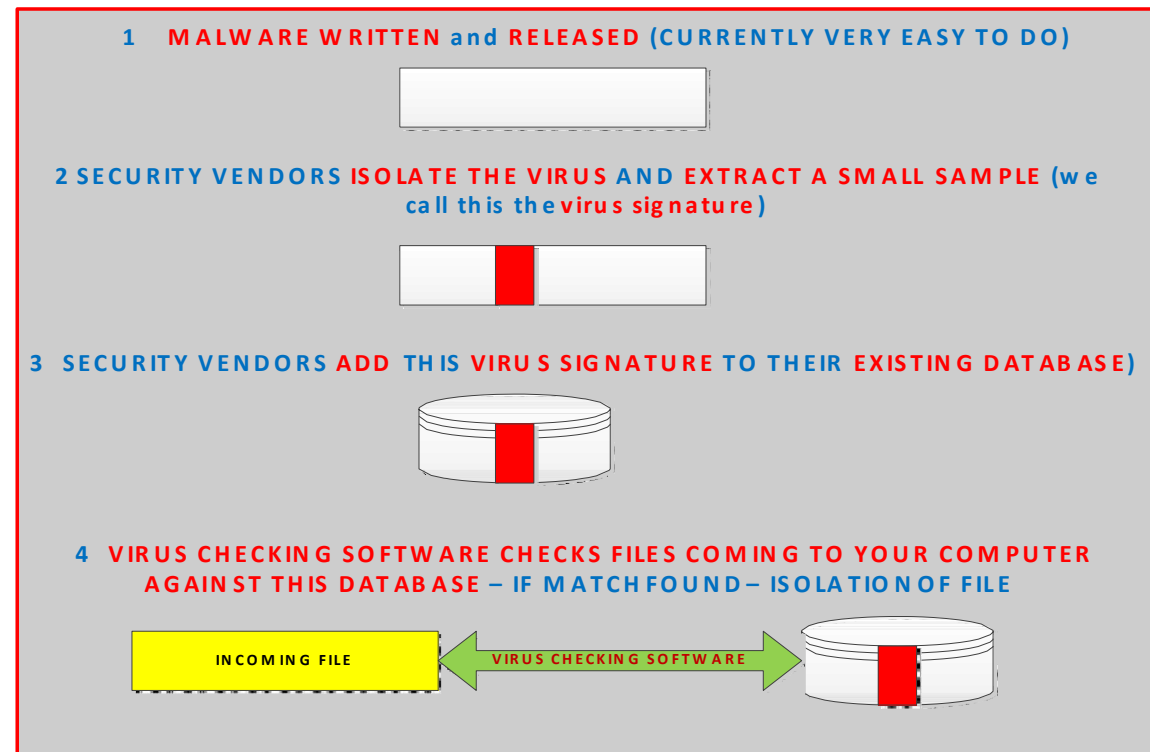 1 MALWARE WRITTEN and RELEASED (CURRENTLY VERY EASY TO DO)
2 SECURITY VENDORS ISOLATE THE VIRUS AND EXTRACT A SMALL SAMPLE (we
call this the virus signature)
3 SECURITY VENDORS ADD THIS VIRUS SIGNATURE TO THEIR EXISTING DATABASE)
4 VIRUS CHECKING SOFTWARE CHECKS FILES COMING TO YOUR COMPUTER
AGAINST THIS DATABASE – IF MATCH FOUND – ISOLATION OF FILE
INCOMING FILE
VIRUS CHECKING SOFTWARE